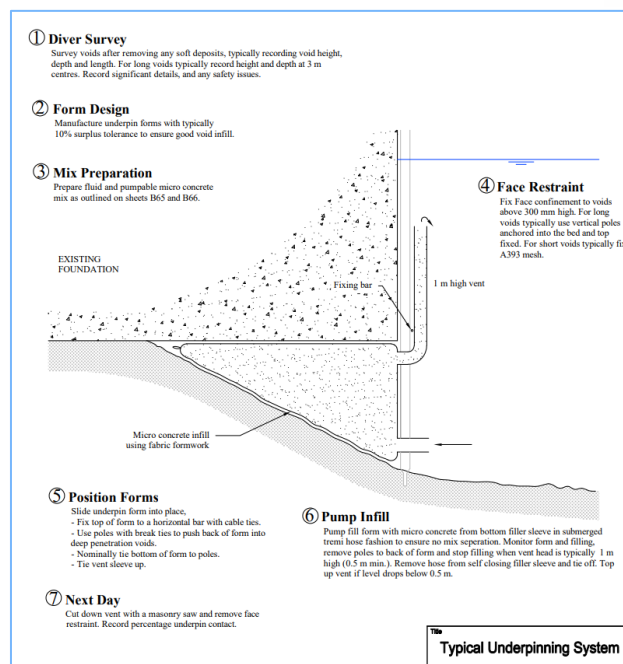 1 Diver Survey
Survey voids after removing any soft deposits, typically recording void height,
depth and length. For long voids typically record height and depth at 3 m
centres. Record significant details, and any safety issues.
2 Form Design
Manufacture underpin forms with typically
10% surplus tolerance to ensure good void infill.
3 Mix Preparation
Prepare fluid and pumpable micro concrete
mix as outlined on sheets B65 and B66.
4 Face Restraint
Fix Face confinement to voids
above 300 mm high. For long
voids typically use vertical poles
anchored into the bed and top
fixed. For short voids typically fi
A393 mesh.
EXISTING
FOUNDATION
Fixing bar
1 m high vent
Micro concrete infill
using fabric formwork
5 Position Forms
Slide underpin form into place,
- Fix top of form to a horizontal bar with cable ties.
- Use poles with break ties to push back of form into
deep penetration voids.
- Nominally tie bottom of form to poles.
- Tie vent sleeve up.
6 Pump Infill
Pump fill form with micro concrete from bottom filler sleeve in submerged
tremi hose fashion to ensure no mix seperation. Monitor form and filling,
remove poles to back of form and stop filling when vent head is typically 1 m
high (0.5 m min.). Remove hose from self closing filler sleeve and tie off. Top
up vent if level drops below 0.5 m.
7 Next Day
Cut down vent with a masonry saw and remove face
restraint. Record percentage underpin contact.
Title
Typical Underpinning System